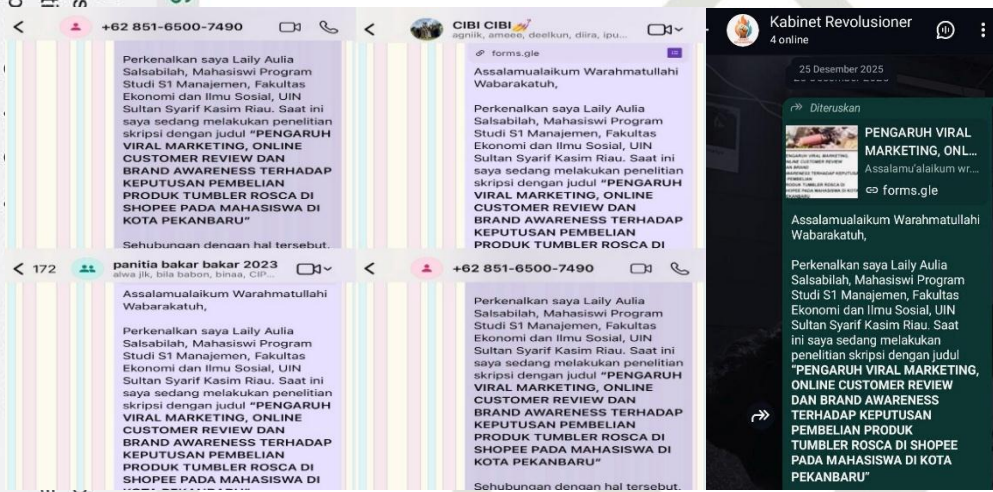 +62 851-6500-7490
Perkenalkan saya Laily Aulia
Salsabilah, Mahasiswi Program
Studi S1 Manajemen, Fakultas
Ekonomi dan Ilmu Sosial, UIN
Sultan Syarif Kasim Riau. Saat ini
saya sedang melakukan penelitian
skripsi dengan judul “PENGARUH
VIRAL MARKETING, ONLINE
CUSTOMER REVIEW DAN
BRAND AWARENESS TERHADAP
KEPUTUSAN PEMBELIAN
PRODUK TUMBLER ROSCA DI
SHOPEE PADA MAHASISWA DI
KOTA PEKANBARU”
Sehubungan dengan hal tersebut,
CIBI CIBI
agniik, ameee, deelkun, diira, ipu...
forms.gle
Assalamualaikum Warahmatullahi
Wabarakatuh,
Perkenalkan saya Laily Aulia
Salsabilah, Mahasiswi Program
Studi S1 Manajemen, Fakultas
Ekonomi dan Ilmu Sosial, UIN
Sultan Syarif Kasim Riau. Saat ini
saya sedang melakukan penelitian
skripsi dengan judul “PENGARUH
VIRAL MARKETING, ONLINE
CUSTOMER REVIEW DAN
BRAND AWARENESS TERHADAP
KEPUTUSAN PEMBELIAN
PRODUK TUMBLER ROSCA DI
172
panitia bakar bakar 2023
alwa jlk, bila babon, binaa, CIP...
Assalamualaikum Warahmatullahi
Wabarakatuh,
Perkenalkan saya Laily Aulia
Salsabilah, Mahasiswi Program
Studi S1 Manajemen, Fakultas
Ekonomi dan Ilmu Sosial, UIN
Sultan Syarif Kasim Riau. Saat ini
saya sedang melakukan penelitian
skripsi dengan judul “PENGARUH
VIRAL MARKETING, ONLINE
CUSTOMER REVIEW DAN
BRAND AWARENESS TERHADAP
KEPUTUSAN PEMBELIAN
PRODUK TUMBLER ROSCA DI
SHOPEE PADA MAHASISWA DI
KOTA PEKANBARU”
+62 851-6500-7490
Perkenalkan saya Laily Aulia
Salsabilah, Mahasiswi Program
Studi S1 Manajemen, Fakultas
Ekonomi dan Ilmu Sosial, UIN
Sultan Syarif Kasim Riau. Saat ini
saya sedang melakukan penelitian
skripsi dengan judul “PENGARUH
VIRAL MARKETING, ONLINE
CUSTOMER REVIEW DAN
BRAND AWARENESS TERHADAP
KEPUTUSAN PEMBELIAN
PRODUK TUMBLER ROSCA DI
SHOPEE PADA MAHASISWA DI
KOTA PEKANBARU”
Sehubungan dengan hal tersebut,
Kabinet Revolusioner
4 online
25 Desember 2025
Diteruskan
PENGARUH VIRAL
MARKETING, ONL...
Assalamu'alaikum wr....
forms.gle
Assalamualaikum Warahmatullahi
Wabarakatuh,
Perkenalkan saya Laily Aulia
Salsabilah, Mahasiswi Program
Studi S1 Manajemen, Fakultas
Ekonomi dan Ilmu Sosial, UIN
Sultan Syarif Kasim Riau. Saat
ini saya sedang melakukan
penelitian skripsi dengan judul
"PENGARUH VIRAL MARKETING,
ONLINE CUSTOMER REVIEW
DAN BRAND AWARENESS
TERHADAP KEPUTUSAN
PEMBELIAN PRODUK
TUMBLER ROSCA DI SHOPEE
PADA MAHASISWA DI KOTA
PEKANBARU"